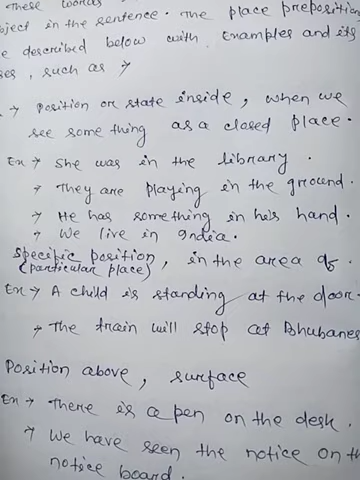 These words
object in the sentence. The place preposition
e described below with examples and its
ses, such as →
→ Position or state inside, when we
see something as a closed place.
Ex → She was in the library.
→ They are playing in the ground.
→ He has something in his hand.
→ We live in India.
Specific position, in the area of.
(particular place)
Ex → A child is standing at the door.
→ The train will stop at Bhubanes
Position above, surface
Ex → There is a pen on the desk.
→ We have seen the notice on th
notice board.